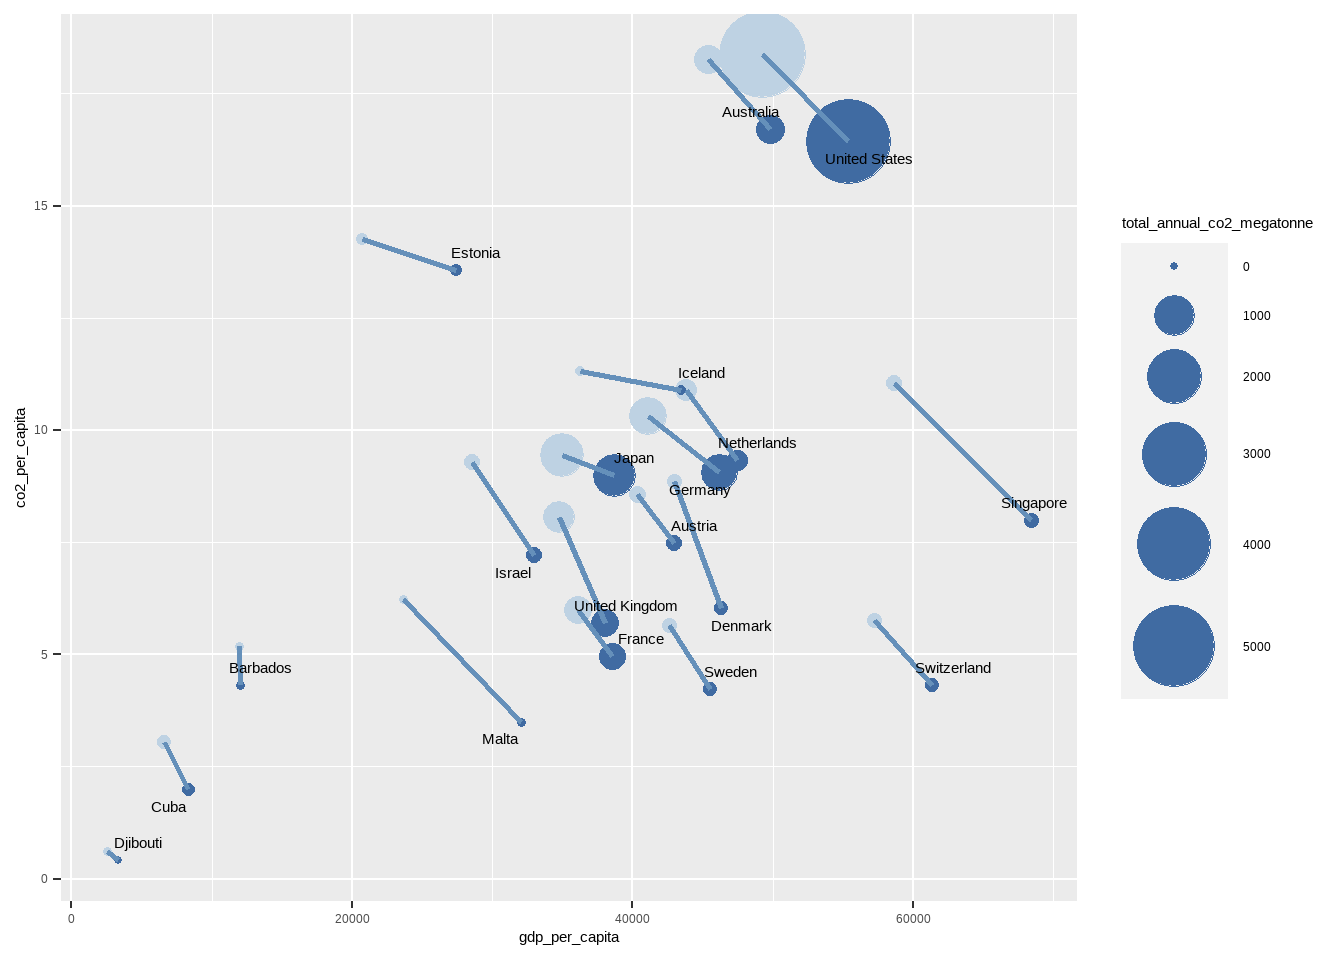 Australia
United States
15
Estonia
Iceland
10
Netherlands
Japan
Germany
Singapore
Austria
Israel
United Kingdom
Denmark
France
5
Barbados
Sweden
Switzerland
Malta
Cuba
Djibouti
0
0
20000
40000
60000
gdp_per_capita
co2_per_capita
total_annual_co2_megatonne
0
1000
2000
3000
4000
5000